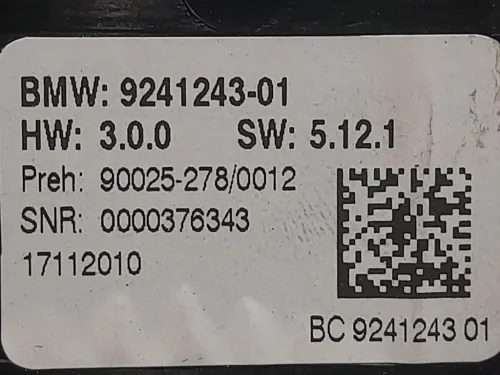 BMW: 9241243-01
HW: 3.0.0 SW: 5.12.1
Preh: 90025-278/0012
SNR: 0000376343
17112010
BC 9241243 01